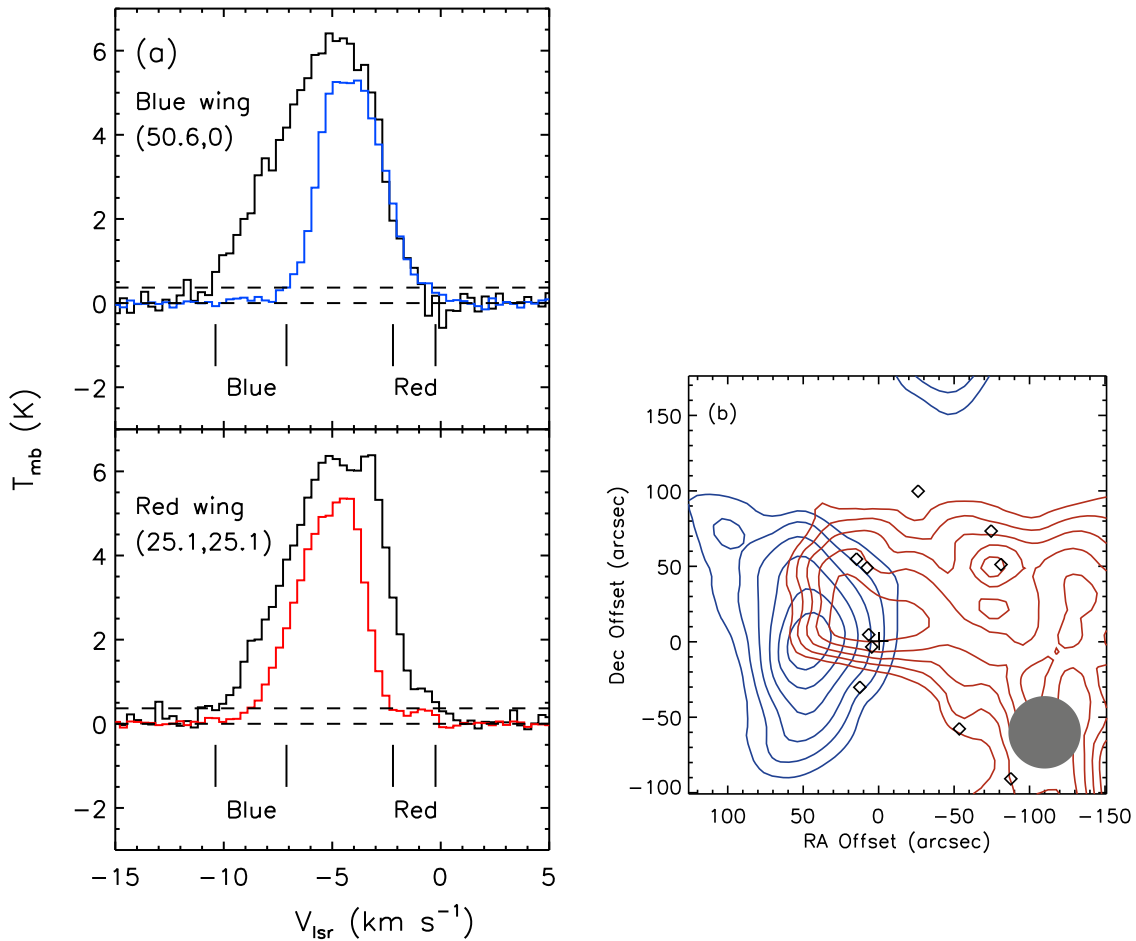 (a)
Blue wing
(50.6,0)
6
4
2
0
−2
Blue
Red
T_mb (K)
Red wing
(25.1,25.1)
6
4
2
0
−2
Blue
Red
−15
−10
−5
0
5
V_lsr (km s⁻¹)
(b)
150
100
50
0
−50
−100
Dec Offset (arcsec)
100
50
0
−50
−100
−150
RA Offset (arcsec)